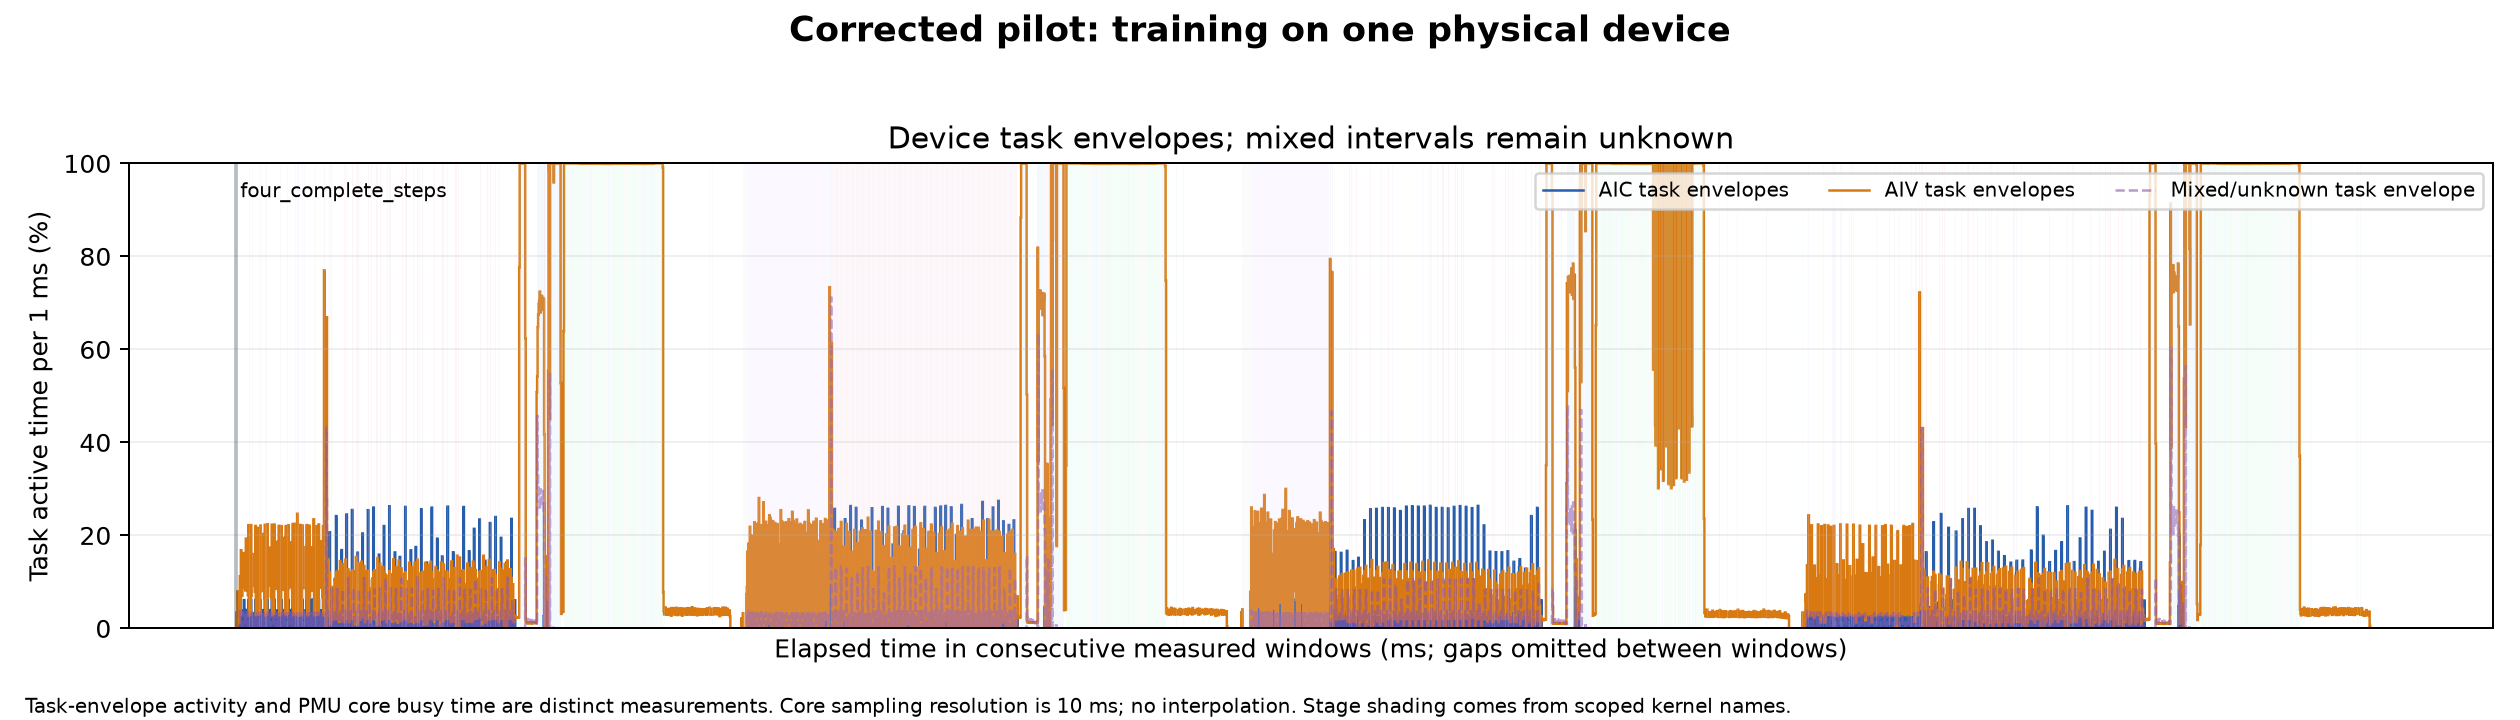 Corrected pilot: training on one physical device
Device task envelopes; mixed intervals remain unknown
Task active time per 1 ms (%)
100
80
60
40
20
0
four_complete_steps
AIC task envelopes
AIV task envelopes
Mixed/unknown task envelope
Elapsed time in consecutive measured windows (ms; gaps omitted between windows)
Task-envelope activity and PMU core busy time are distinct measurements. Core sampling resolution is 10 ms; no interpolation. Stage shading comes from scoped kernel names.